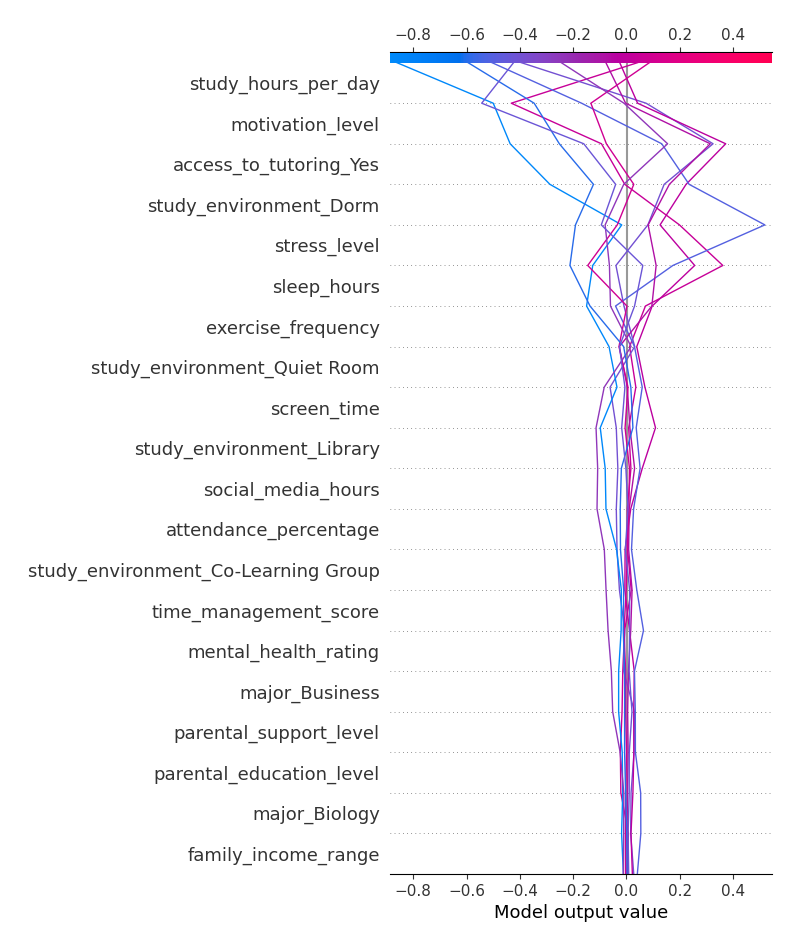 −0.8 −0.6 −0.4 −0.2 0.0 0.2 0.4
study_hours_per_day
motivation_level
access_to_tutoring_Yes
study_environment_Dorm
stress_level
sleep_hours
exercise_frequency
study_environment_Quiet Room
screen_time
study_environment_Library
social_media_hours
attendance_percentage
study_environment_Co-Learning Group
time_management_score
mental_health_rating
major_Business
parental_support_level
parental_education_level
major_Biology
family_income_range
−0.8 −0.6 −0.4 −0.2 0.0 0.2 0.4
Model output value